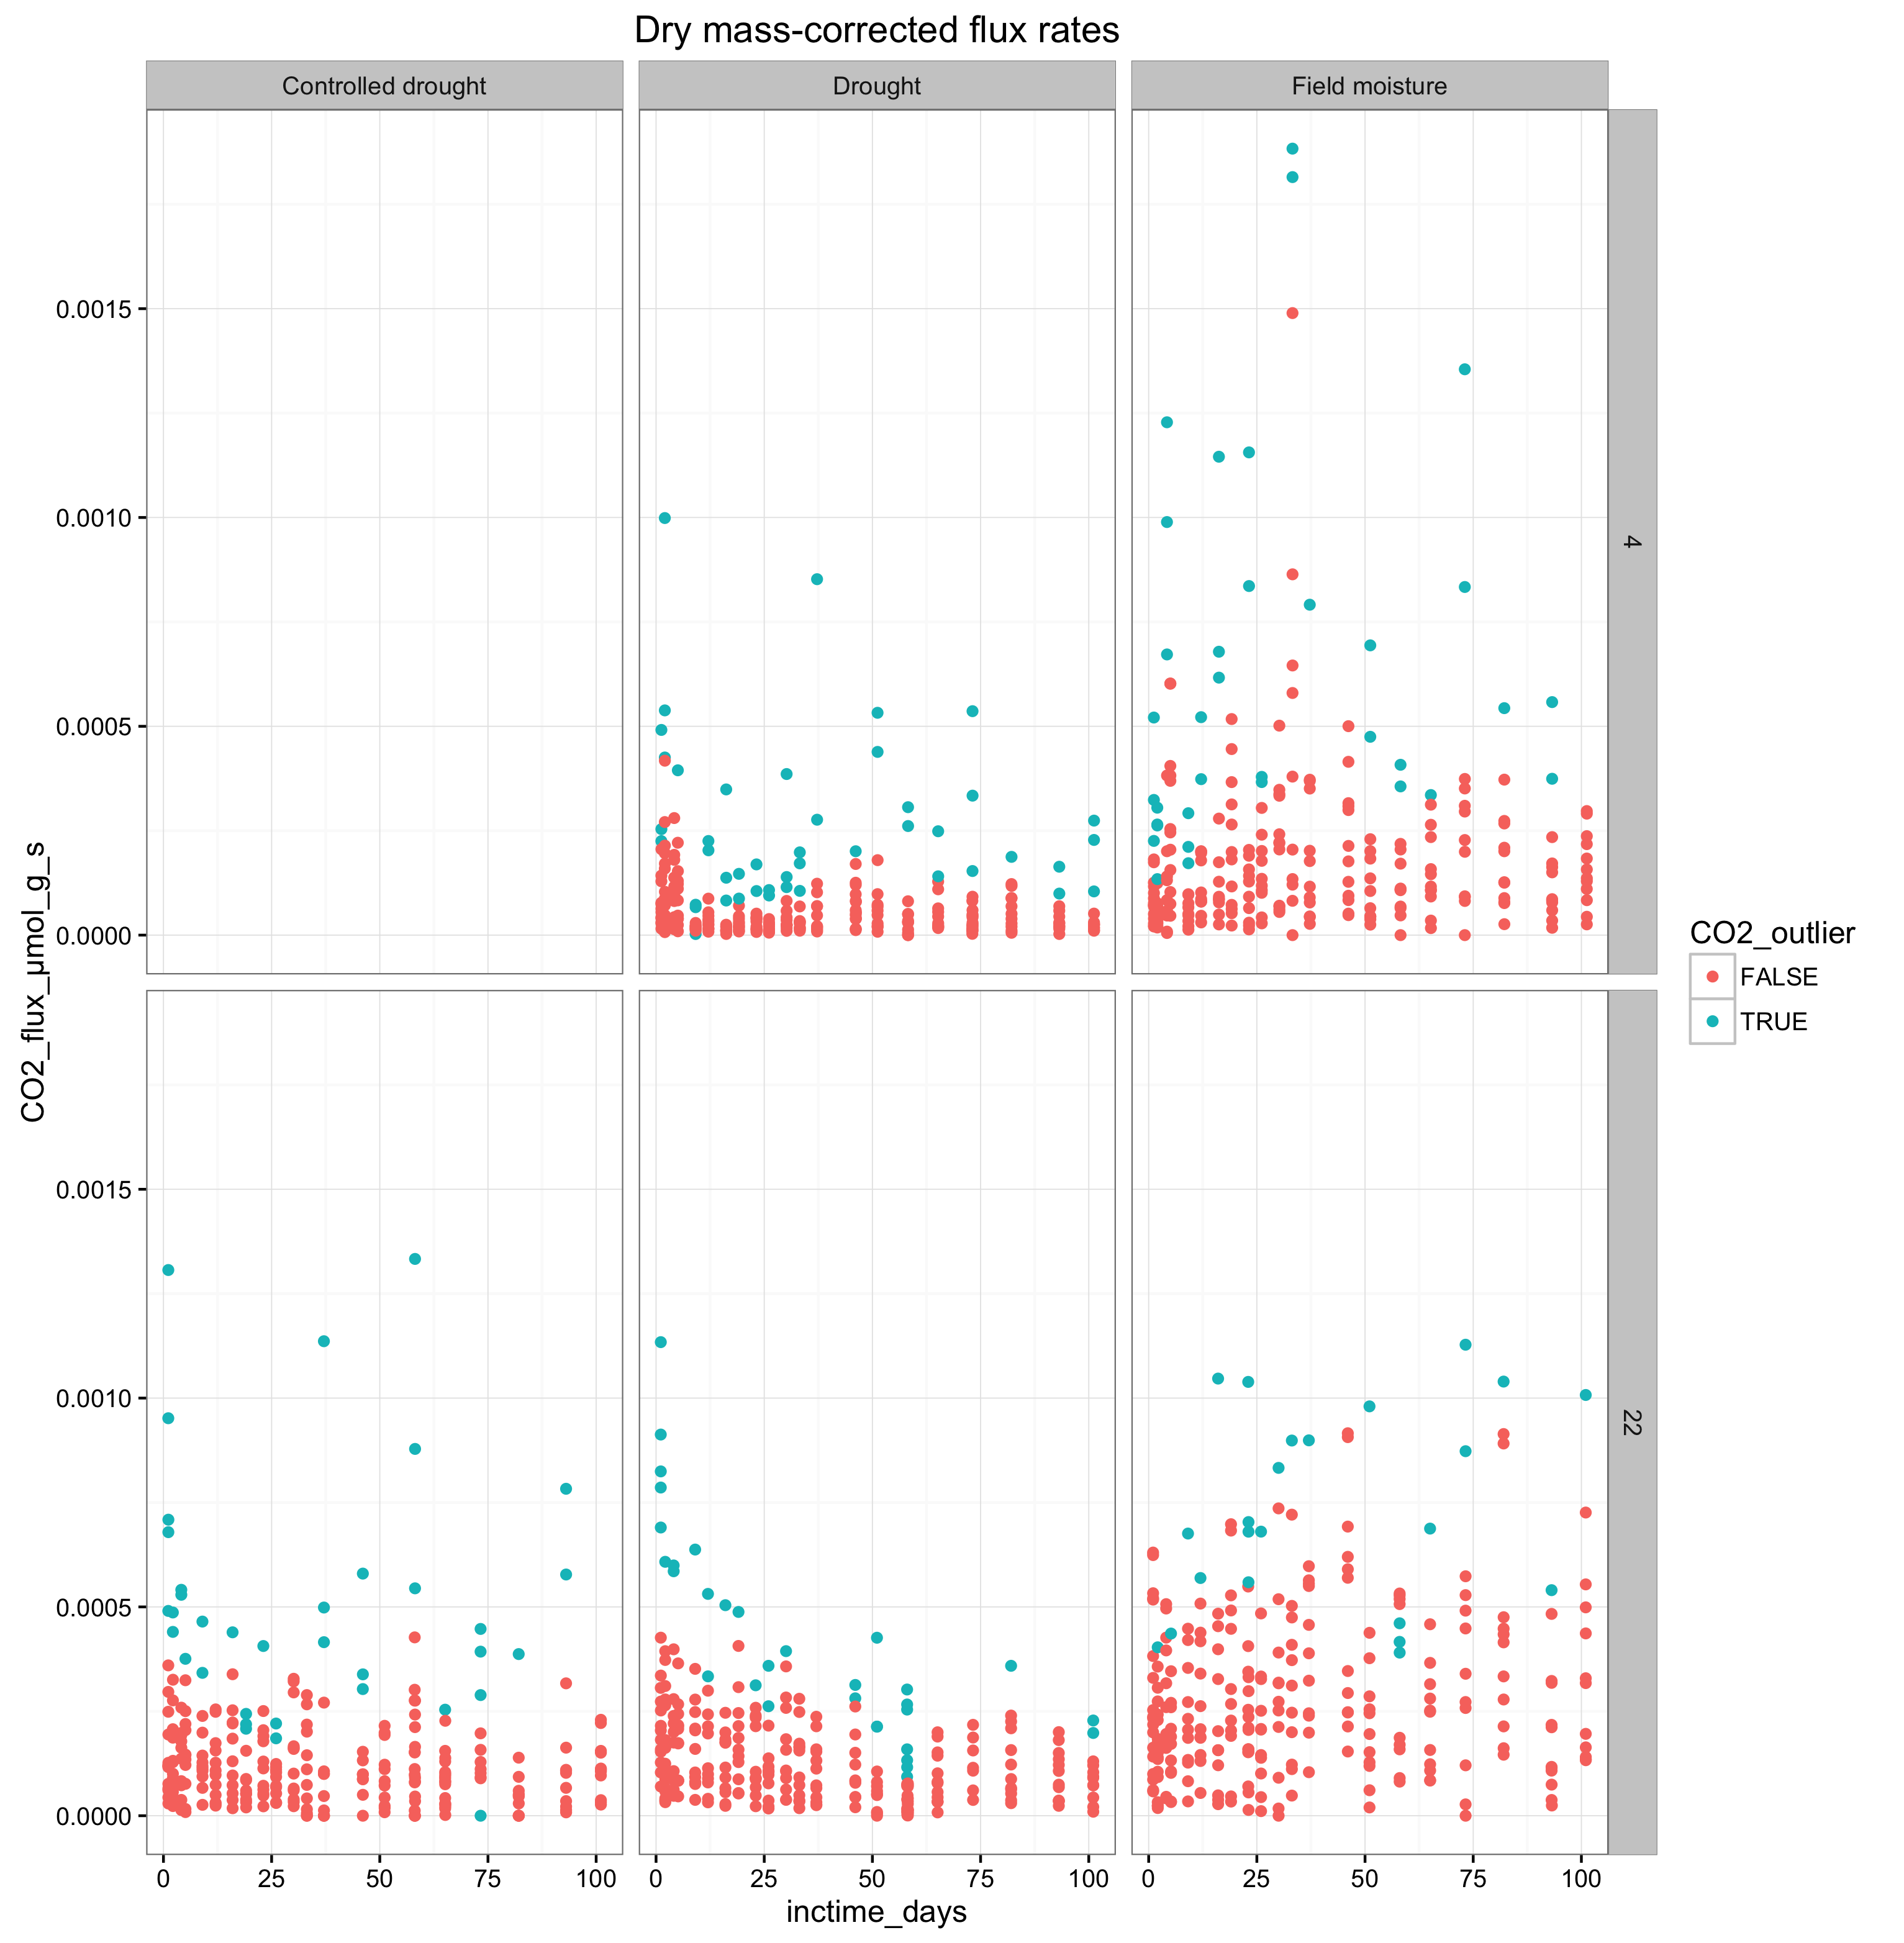 Dry mass-corrected flux rates
Controlled drought
Drought
Field moisture
0.0015
0.0010
0.0005
0.0000
4
0.0015
0.0010
0.0005
0.0000
22
CO2_flux_µmol_g_s
0 25 50 75 100
0 25 50 75 100
0 25 50 75 100
inctime_days
CO2_outlier
FALSE
TRUE